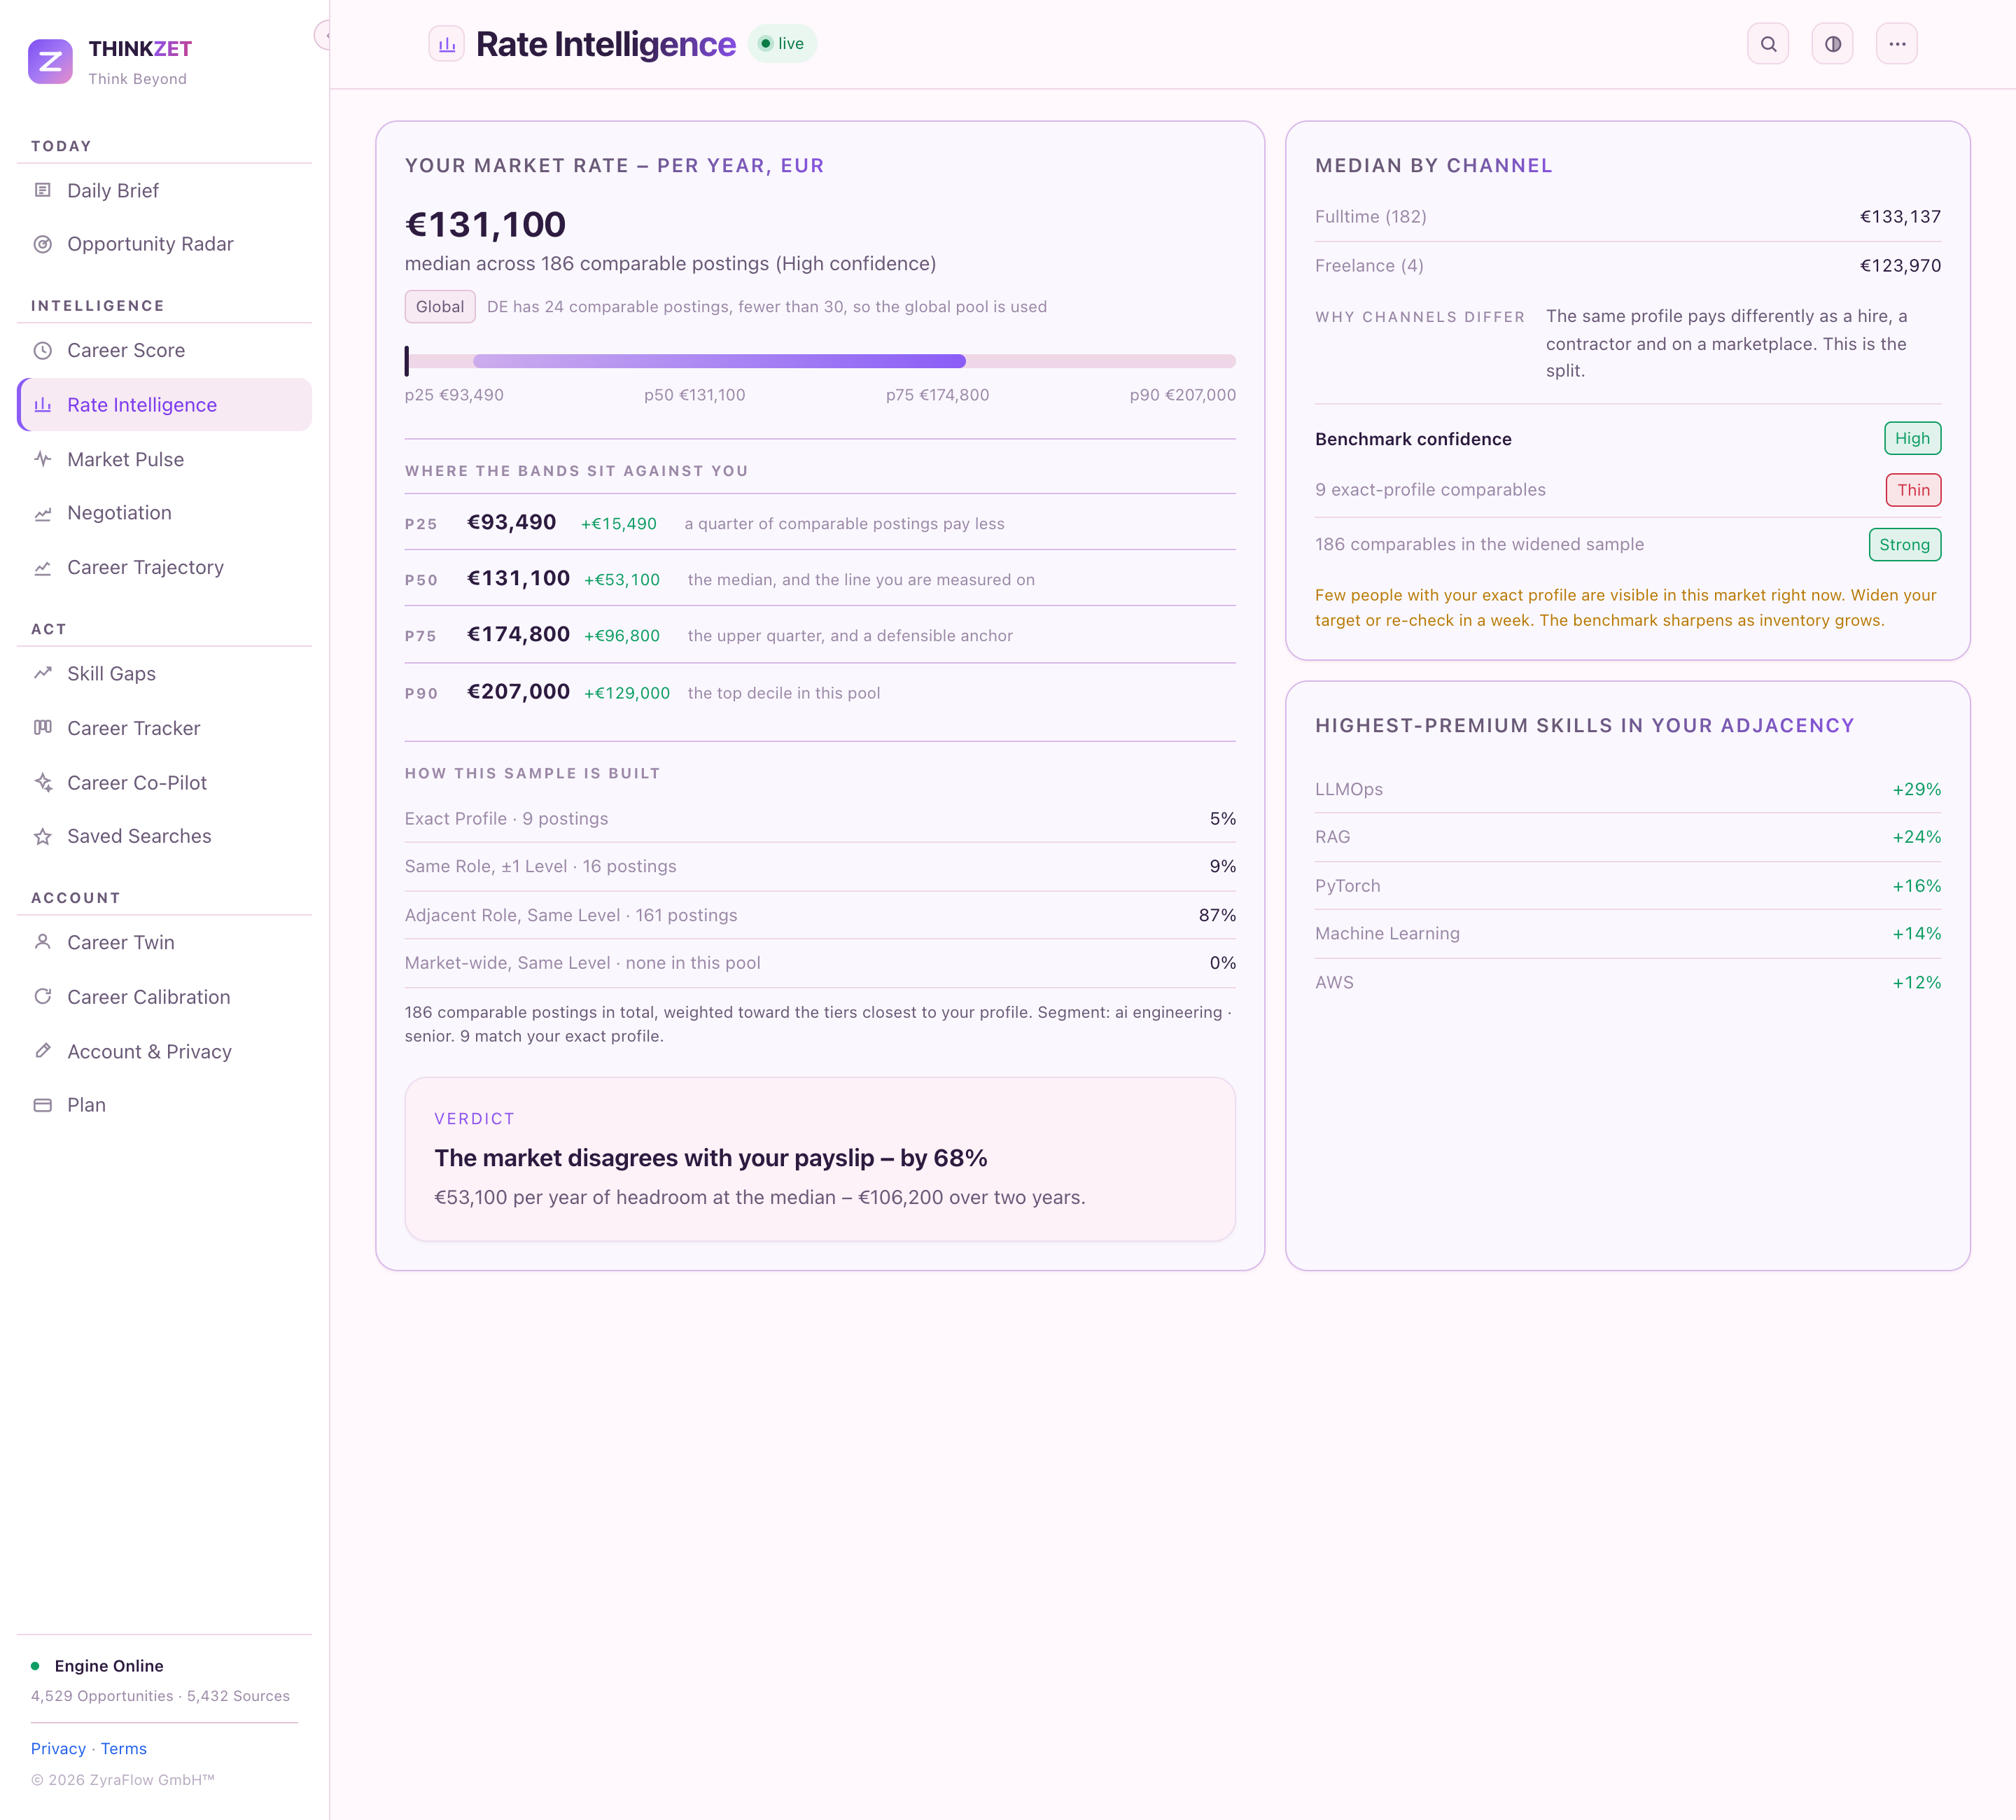 THINKZET
Think Beyond
TODAY
Daily Brief
Opportunity Radar
INTELLIGENCE
Career Score
Rate Intelligence
Market Pulse
Negotiation
Career Trajectory
ACT
Skill Gaps
Career Tracker
Career Co-Pilot
Saved Searches
ACCOUNT
Career Twin
Career Calibration
Account & Privacy
Plan
Engine Online
4,529 Opportunities · 5,432 Sources
Privacy · Terms
© 2026 ZyraFlow GmbH™
Rate Intelligence live
YOUR MARKET RATE – PER YEAR, EUR
€131,100
median across 186 comparable postings (High confidence)
Global DE has 24 comparable postings, fewer than 30, so the global pool is used
p25 €93,490 p50 €131,100 p75 €174,800 p90 €207,000
WHERE THE BANDS SIT AGAINST YOU
P25 €93,490 +€15,490 a quarter of comparable postings pay less
P50 €131,100 +€53,100 the median, and the line you are measured on
P75 €174,800 +€96,800 the upper quarter, and a defensible anchor
P90 €207,000 +€129,000 the top decile in this pool
HOW THIS SAMPLE IS BUILT
Exact Profile · 9 postings 5%
Same Role, ±1 Level · 16 postings 9%
Adjacent Role, Same Level · 161 postings 87%
Market-wide, Same Level · none in this pool 0%
186 comparable postings in total, weighted toward the tiers closest to your profile. Segment: ai engineering ·
senior. 9 match your exact profile.
VERDICT
The market disagrees with your payslip – by 68%
€53,100 per year of headroom at the median – €106,200 over two years.
MEDIAN BY CHANNEL
Fulltime (182) €133,137
Freelance (4) €123,970
WHY CHANNELS DIFFER The same profile pays differently as a hire, a
contractor and on a marketplace. This is the
split.
Benchmark confidence High
9 exact-profile comparables Thin
186 comparables in the widened sample Strong
Few people with your exact profile are visible in this market right now. Widen your
target or re-check in a week. The benchmark sharpens as inventory grows.
HIGHEST-PREMIUM SKILLS IN YOUR ADJACENCY
LLMOps +29%
RAG +24%
PyTorch +16%
Machine Learning +14%
AWS +12%